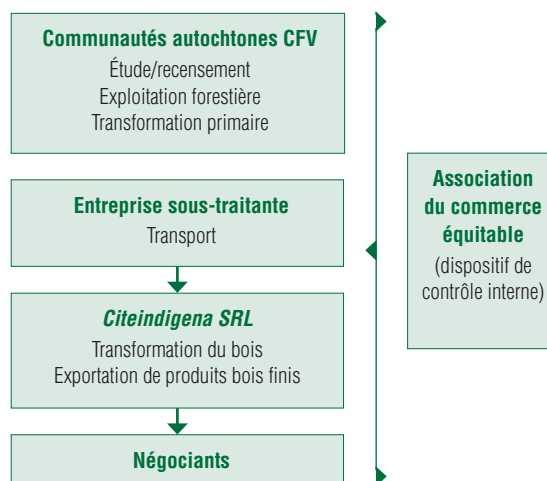 Communautés autochtones CFV
Étude/recensement
Exploitation forestière
Transformation primaire
Entreprise sous-traitante
Transport
Citeindigena SRL
Transformation du bois
Exportation de produits bois finis
Négociants
Association
du commerce
équitable
(dispositif de
contrôle interne)